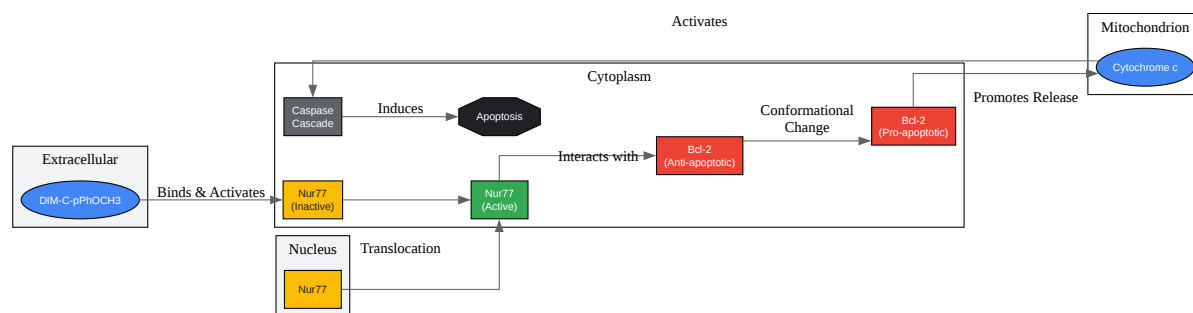 Activates
Mitochondrion
Cytochrome c
Promotes Release
Cytoplasm
Caspase
Cascade
Induces
Apoptosis
Conformational
Change
Bcl-2
(Pro-apoptotic)
Bcl-2
(Anti-apoptotic)
Interacts with
Extracellular
DIM-C-pPhOCH3
Binds & Activates
Nur77
(Inactive)
Nur77
(Active)
Nucleus
Translocation
Nur77